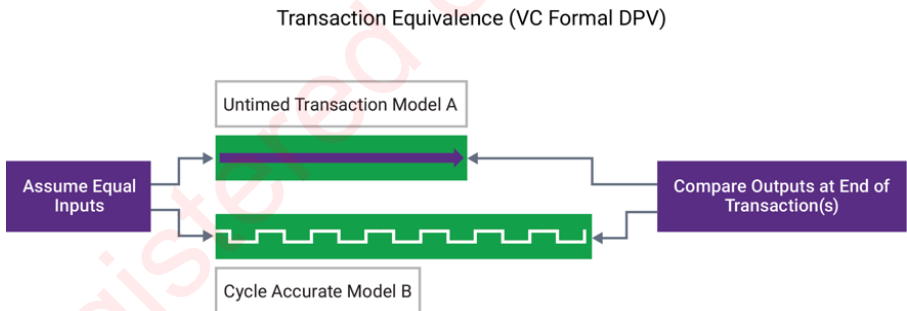 Transaction Equivalence (VC Formal DPV)
Untimed Transaction Model A
Assume Equal
Inputs
Compare Outputs at End of
Transaction(s)
Cycle Accurate Model B